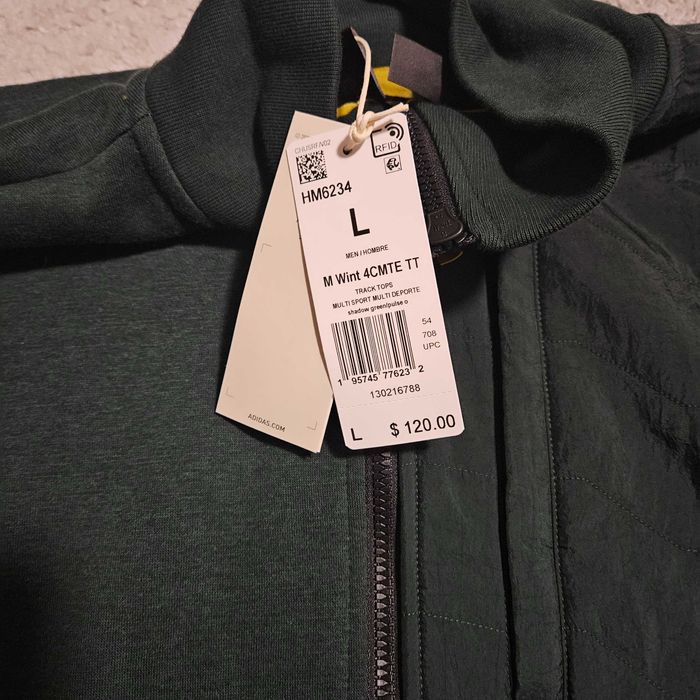 CHUSREN02
RFID
HM6234
L
MEN / HOMBRE
M Wint 4CMTE TT
TRACK TOPS
MULTI SPORT MULTI DEPORTE
shadow green/pulse o
54
708
UPC
1 95745 77623 2
130216788
L $ 120.00
ADIDAS.COM